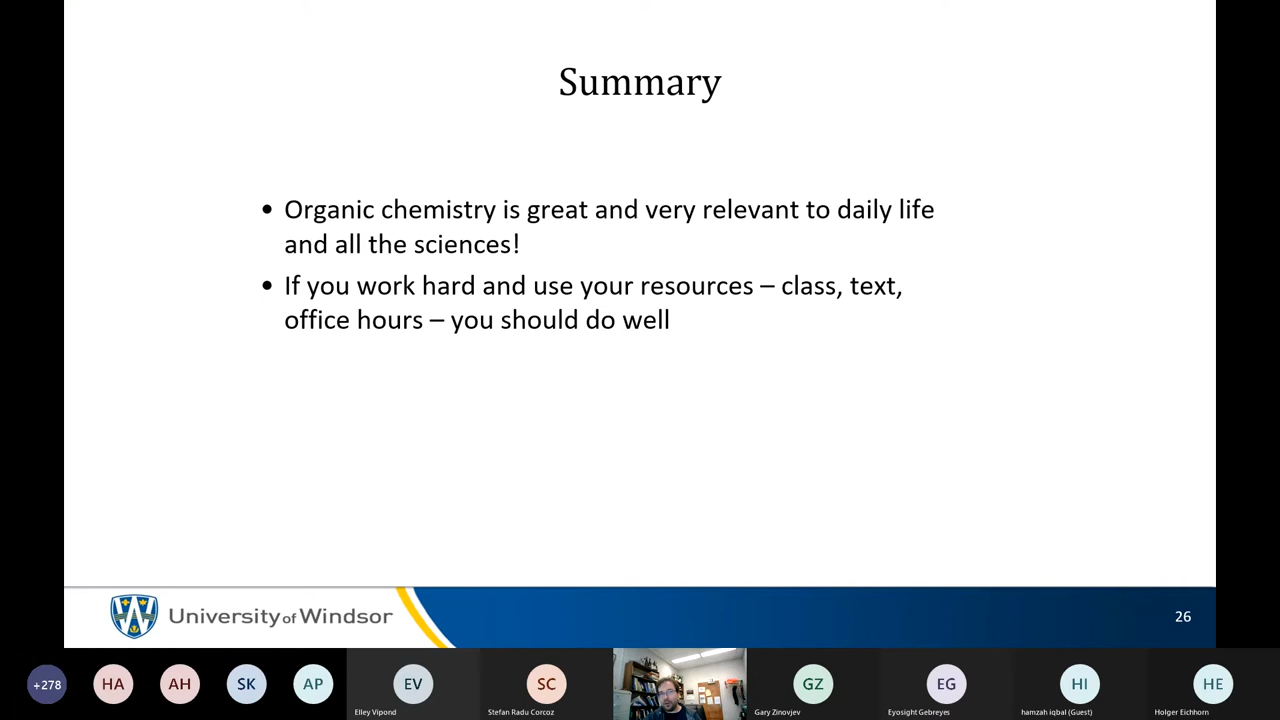 Summary
• Organic chemistry is great and very relevant to daily life
and all the sciences!
• If you work hard and use your resources – class, text,
office hours – you should do well
University of Windsor
26
+278
HA
AH
SK
AP
EV
SC
GZ
EG
HI
HE
Elley Vipond
Stefan Radu Corcoz
Gary Zinovjev
Eyosight Gebreyes
hamzah iqbal (Guest)
Holger Eichhorn